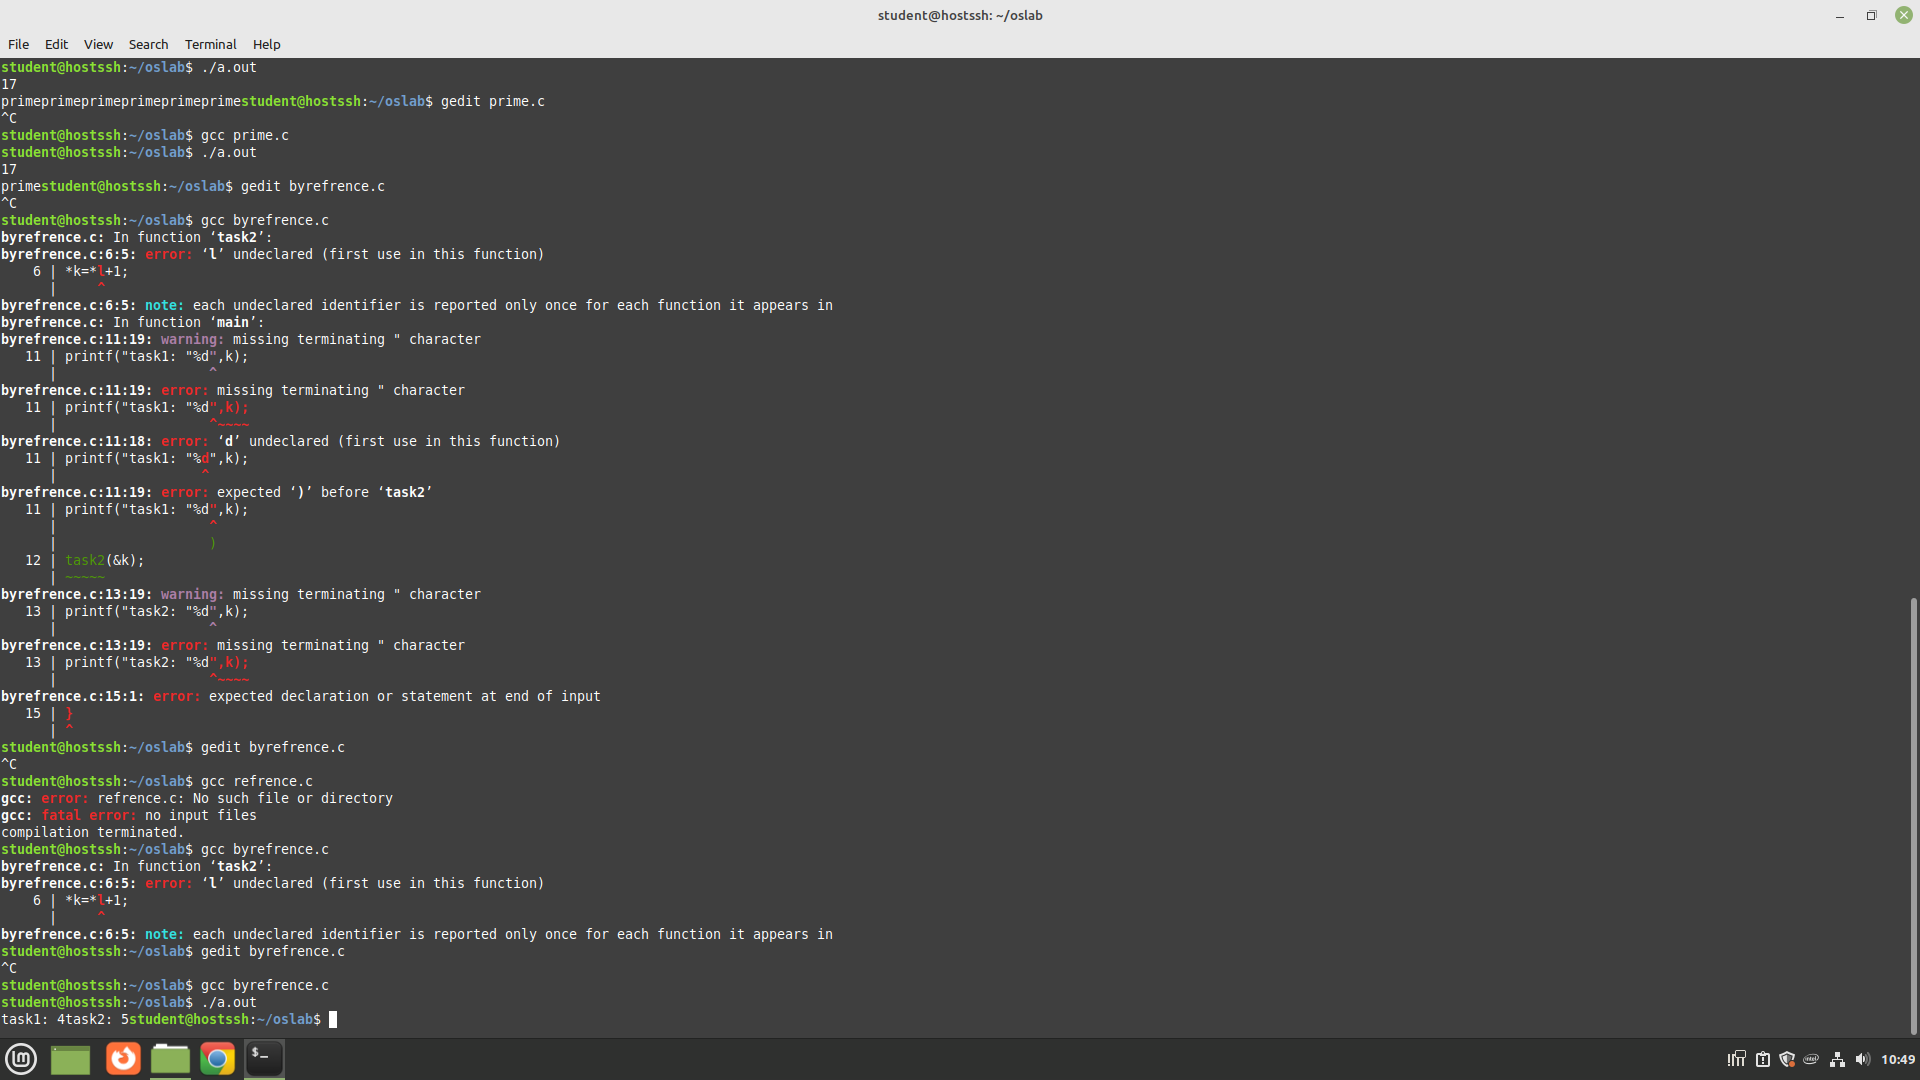 student@hostssh: ~/oslab
File Edit View Search Terminal Help
student@hostssh:~/oslab$ ./a.out
17
primeprimeprimeprimeprimeprimestudent@hostssh:~/oslab$ gedit prime.c
^C
student@hostssh:~/oslab$ gcc prime.c
student@hostssh:~/oslab$ ./a.out
17
primestudent@hostssh:~/oslab$ gedit byrefrence.c
^C
student@hostssh:~/oslab$ gcc byrefrence.c
byrefrence.c: In function ‘task2’:
byrefrence.c:6:5: error: ‘l’ undeclared (first use in this function)
    6 | *k=*l+1;
      |     ^
byrefrence.c:6:5: note: each undeclared identifier is reported only once for each function it appears in
byrefrence.c: In function ‘main’:
byrefrence.c:11:19: warning: missing terminating " character
   11 | printf("task1: "%d",k);
      |                   ^
byrefrence.c:11:19: error: missing terminating " character
   11 | printf("task1: "%d",k);
      |                   ^~~~~
byrefrence.c:11:18: error: ‘d’ undeclared (first use in this function)
   11 | printf("task1: "%d",k);
      |                  ^
byrefrence.c:11:19: error: expected ‘)’ before ‘task2’
   11 | printf("task1: "%d",k);
      |                   ^
      |                   )
   12 | task2(&k);
      | ~~~~~
byrefrence.c:13:19: warning: missing terminating " character
   13 | printf("task2: "%d",k);
      |                   ^
byrefrence.c:13:19: error: missing terminating " character
   13 | printf("task2: "%d",k);
      |                   ^~~~~
byrefrence.c:15:1: error: expected declaration or statement at end of input
   15 | }
      | ^
student@hostssh:~/oslab$ gedit byrefrence.c
^C
student@hostssh:~/oslab$ gcc refrence.c
gcc: error: refrence.c: No such file or directory
gcc: fatal error: no input files
compilation terminated.
student@hostssh:~/oslab$ gcc byrefrence.c
byrefrence.c: In function ‘task2’:
byrefrence.c:6:5: error: ‘l’ undeclared (first use in this function)
    6 | *k=*l+1;
      |     ^
byrefrence.c:6:5: note: each undeclared identifier is reported only once for each function it appears in
student@hostssh:~/oslab$ gedit byrefrence.c
^C
student@hostssh:~/oslab$ gcc byrefrence.c
student@hostssh:~/oslab$ ./a.out
task1: 4task2: 5student@hostssh:~/oslab$
$_
intel
10:49